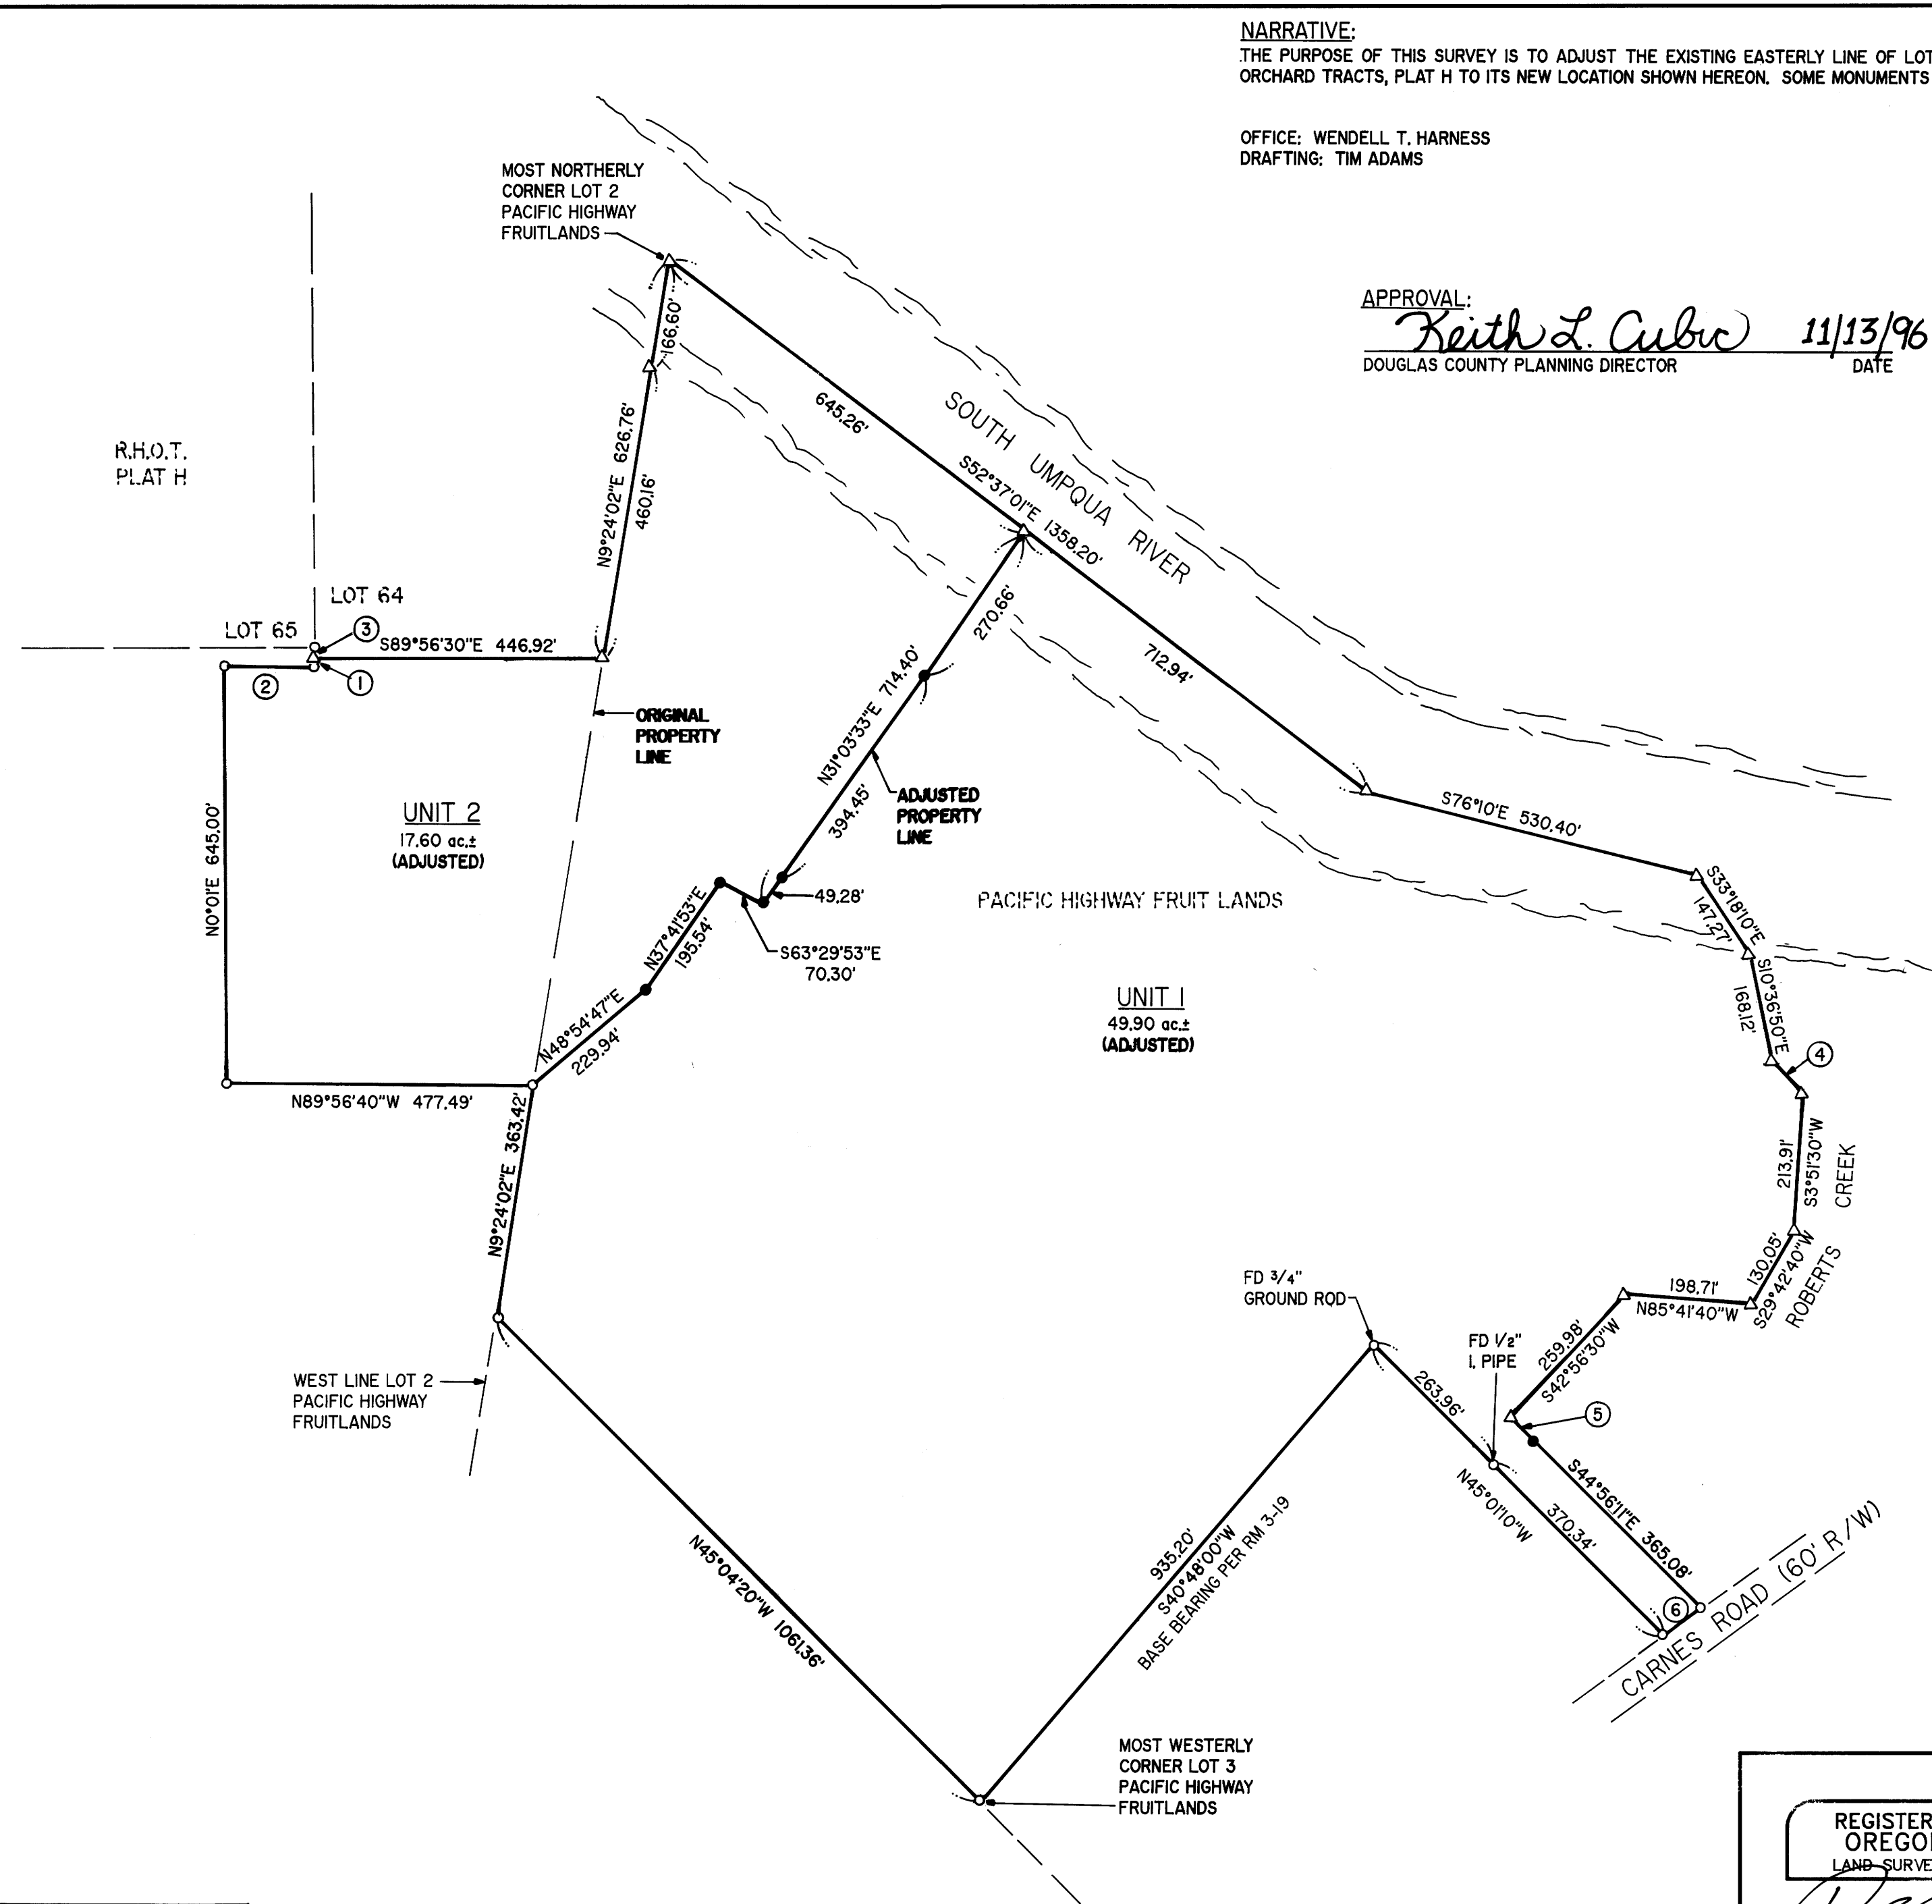 NARRATIVE:
THE PURPOSE OF THIS SURVEY IS TO ADJUST THE EXISTING EASTERLY LINE OF LOT
ORCHARD TRACTS, PLAT H TO ITS NEW LOCATION SHOWN HEREON. SOME MONUMENTS
OFFICE: WENDELL T. HARNESS
DRAFTING: TIM ADAMS
APPROVAL:
Keith L. Cubic 11/13/96
DOUGLAS COUNTY PLANNING DIRECTOR DATE
MOST NORTHERLY
CORNER LOT 2
PACIFIC HIGHWAY
FRUITLANDS
166.60'
645.26'
SOUTH UMPQUA RIVER
S52°37'01"E 1358.20'
N9°24'02"E 626.76'
460.16'
R.H.O.T.
PLAT H
LOT 64
LOT 65
3
S89°56'30"E 446.92'
2
1
270.66'
712.94'
N31°03'33"E 714.40'
394.45'
ORIGINAL
PROPERTY
LINE
ADJUSTED
PROPERTY
LINE
S76°10'E 530.40'
UNIT 2
17.60 ac.±
(ADJUSTED)
N0°01'E 645.00'
49.28'
PACIFIC HIGHWAY FRUIT LANDS
S33°18'10"E
147.27'
N37°41'53"E
195.54'
S63°29'53"E
70.30'
S10°36'50"E
168.12'
UNIT 1
49.90 ac.±
(ADJUSTED)
4
N48°54'47"E
229.94'
N89°56'40"W 477.49'
N9°24'02"E 363.42'
213.91'
S3°51'30"W
ROBERTS CREEK
130.05'
S29°42'40"W
198.71'
N85°41'40"W
FD 3/4"
GROUND ROD
FD 1/2"
I. PIPE
259.98'
S42°56'30"W
5
263.96'
N45°01'10"W
370.34'
S44°56'11"E 365.08'
6
CARNES ROAD (60' R/W)
WEST LINE LOT 2
PACIFIC HIGHWAY
FRUITLANDS
N45°04'20"W 1061.36'
935.20'
S40°48'00"W
BASE BEARING PER RM 3-19
MOST WESTERLY
CORNER LOT 3
PACIFIC HIGHWAY
FRUITLANDS
REGISTER
OREGO
LAND SURVE